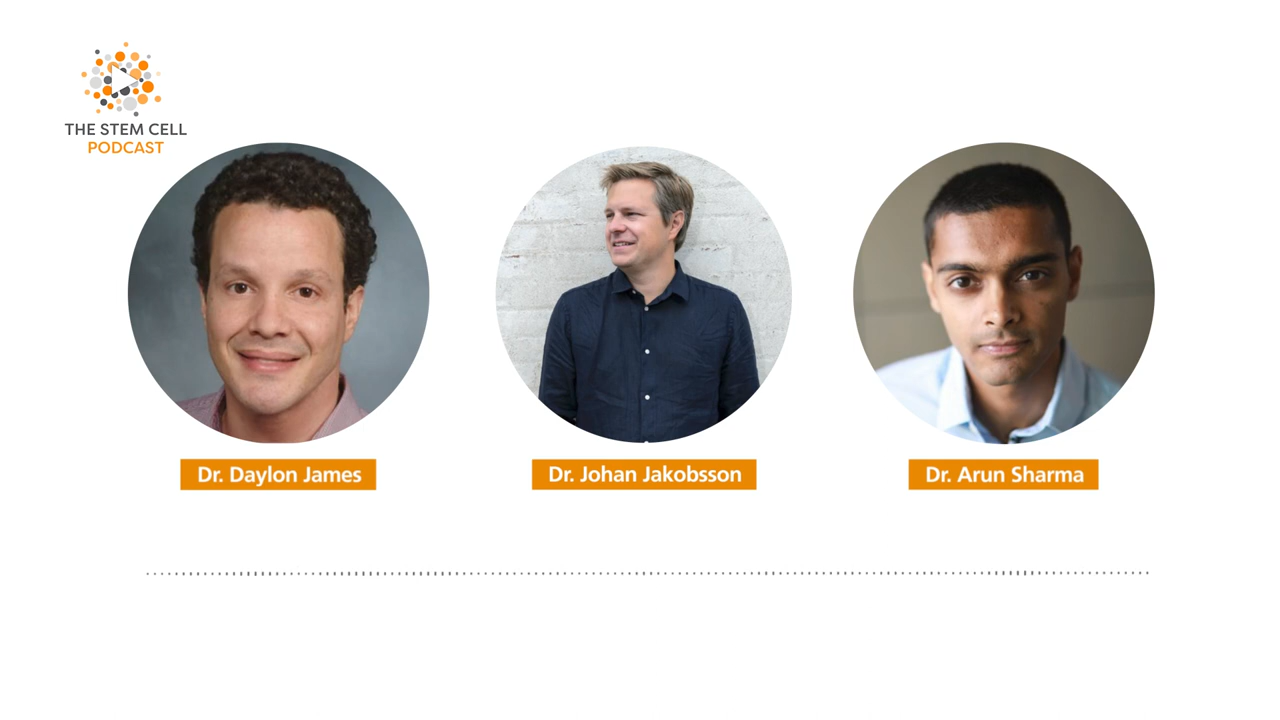 THE STEM CELL
PODCAST
Dr. Daylon James
Dr. Johan Jakobsson
Dr. Arun Sharma